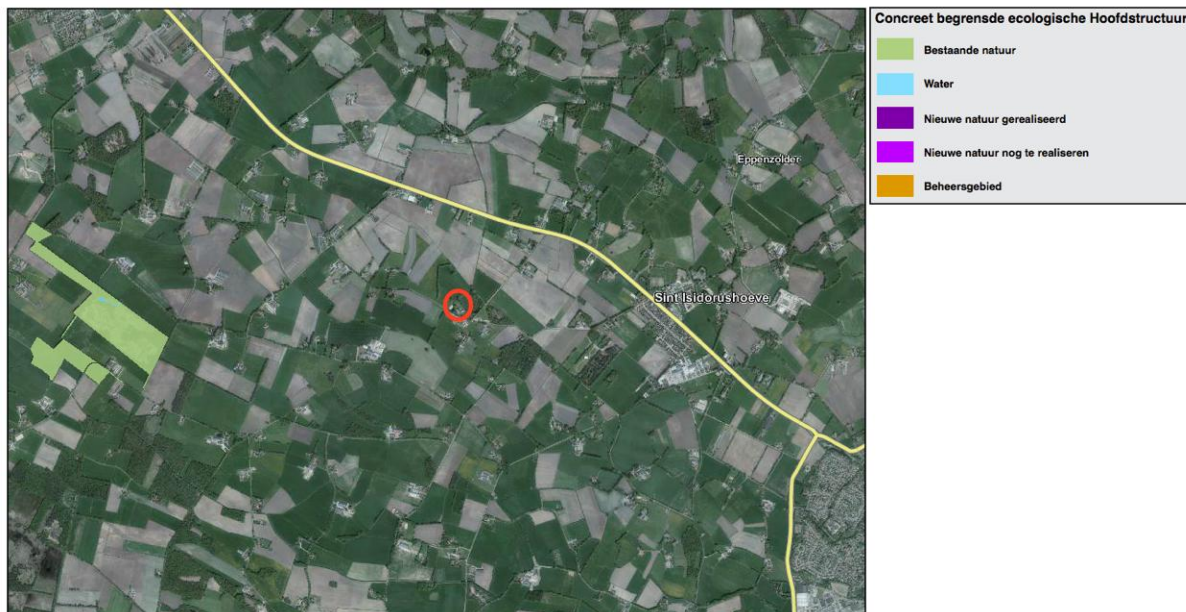 Concreet begrensde ecologische Hoofdstructuur
Bestaande natuur
Water
Nieuwe natuur gerealiseerd
Nieuwe natuur nog te realiseren
Beheersgebied
Eppenzolder
Sint Isidorushoeve